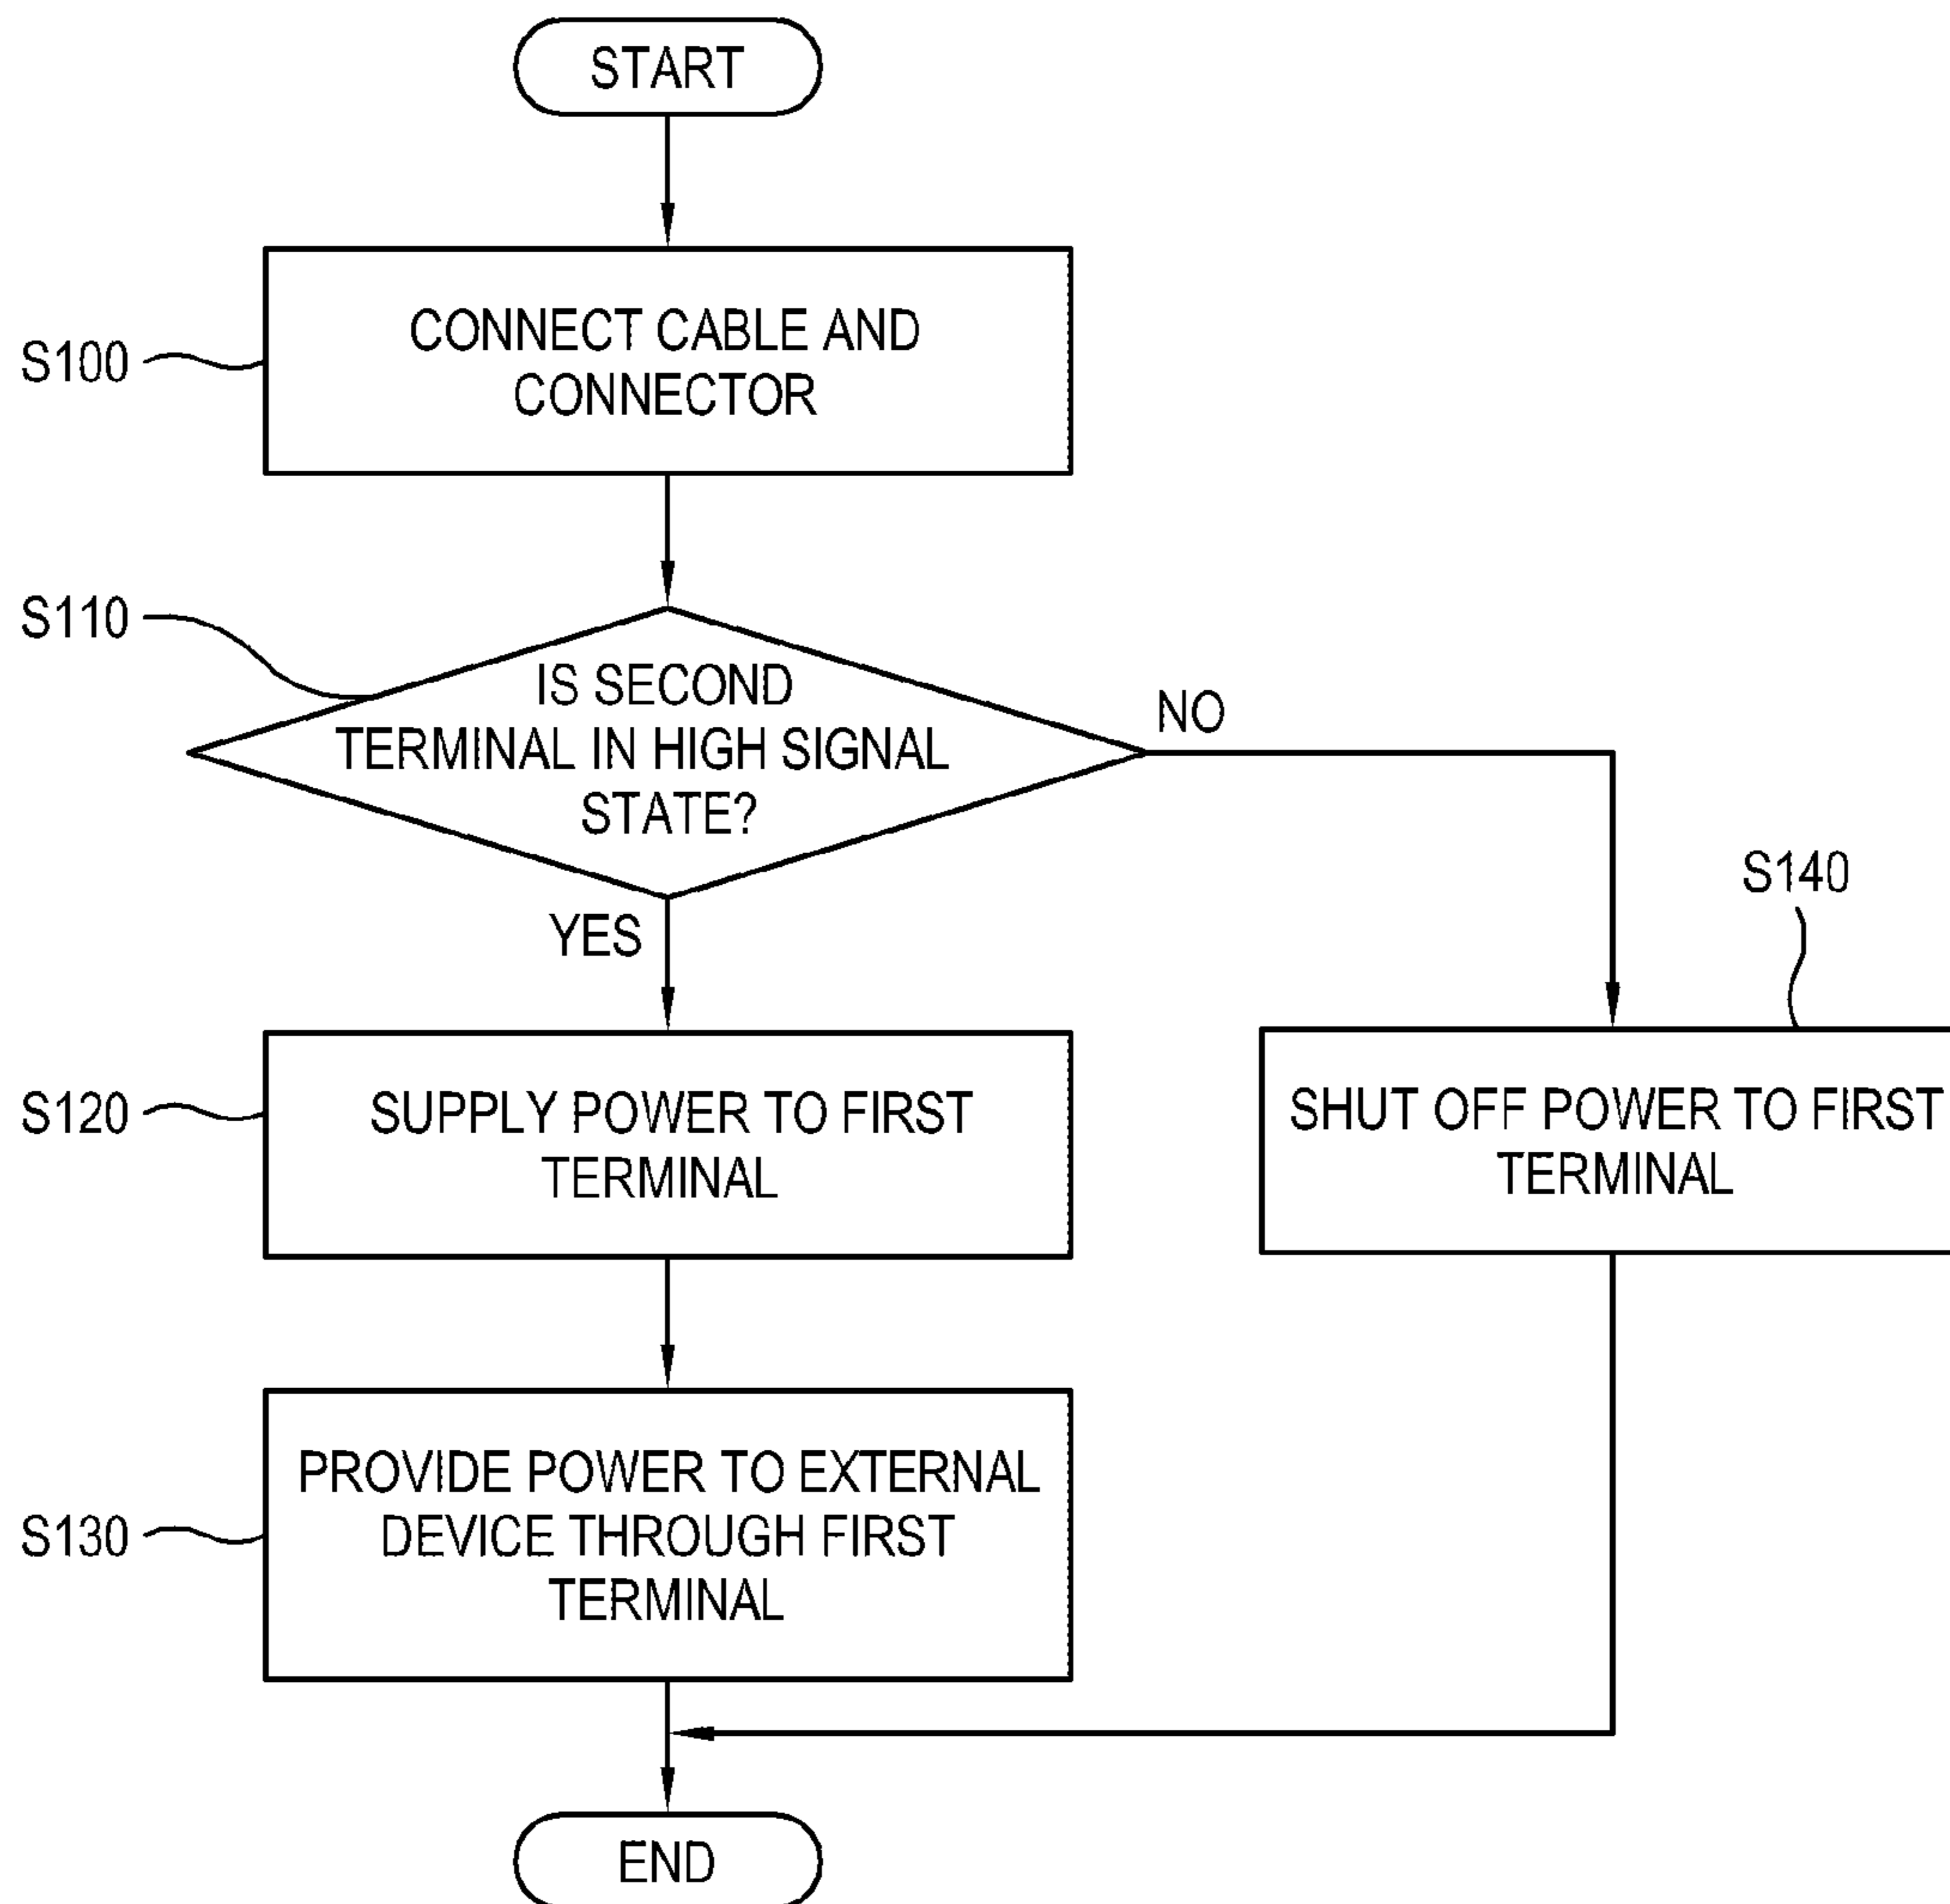 START
S100
CONNECT CABLE AND
CONNECTOR
S110
IS SECOND
TERMINAL IN HIGH SIGNAL
STATE?
NO
YES
S120
SUPPLY POWER TO FIRST
TERMINAL
S140
SHUT OFF POWER TO FIRST
TERMINAL
S130
PROVIDE POWER TO EXTERNAL
DEVICE THROUGH FIRST
TERMINAL
END